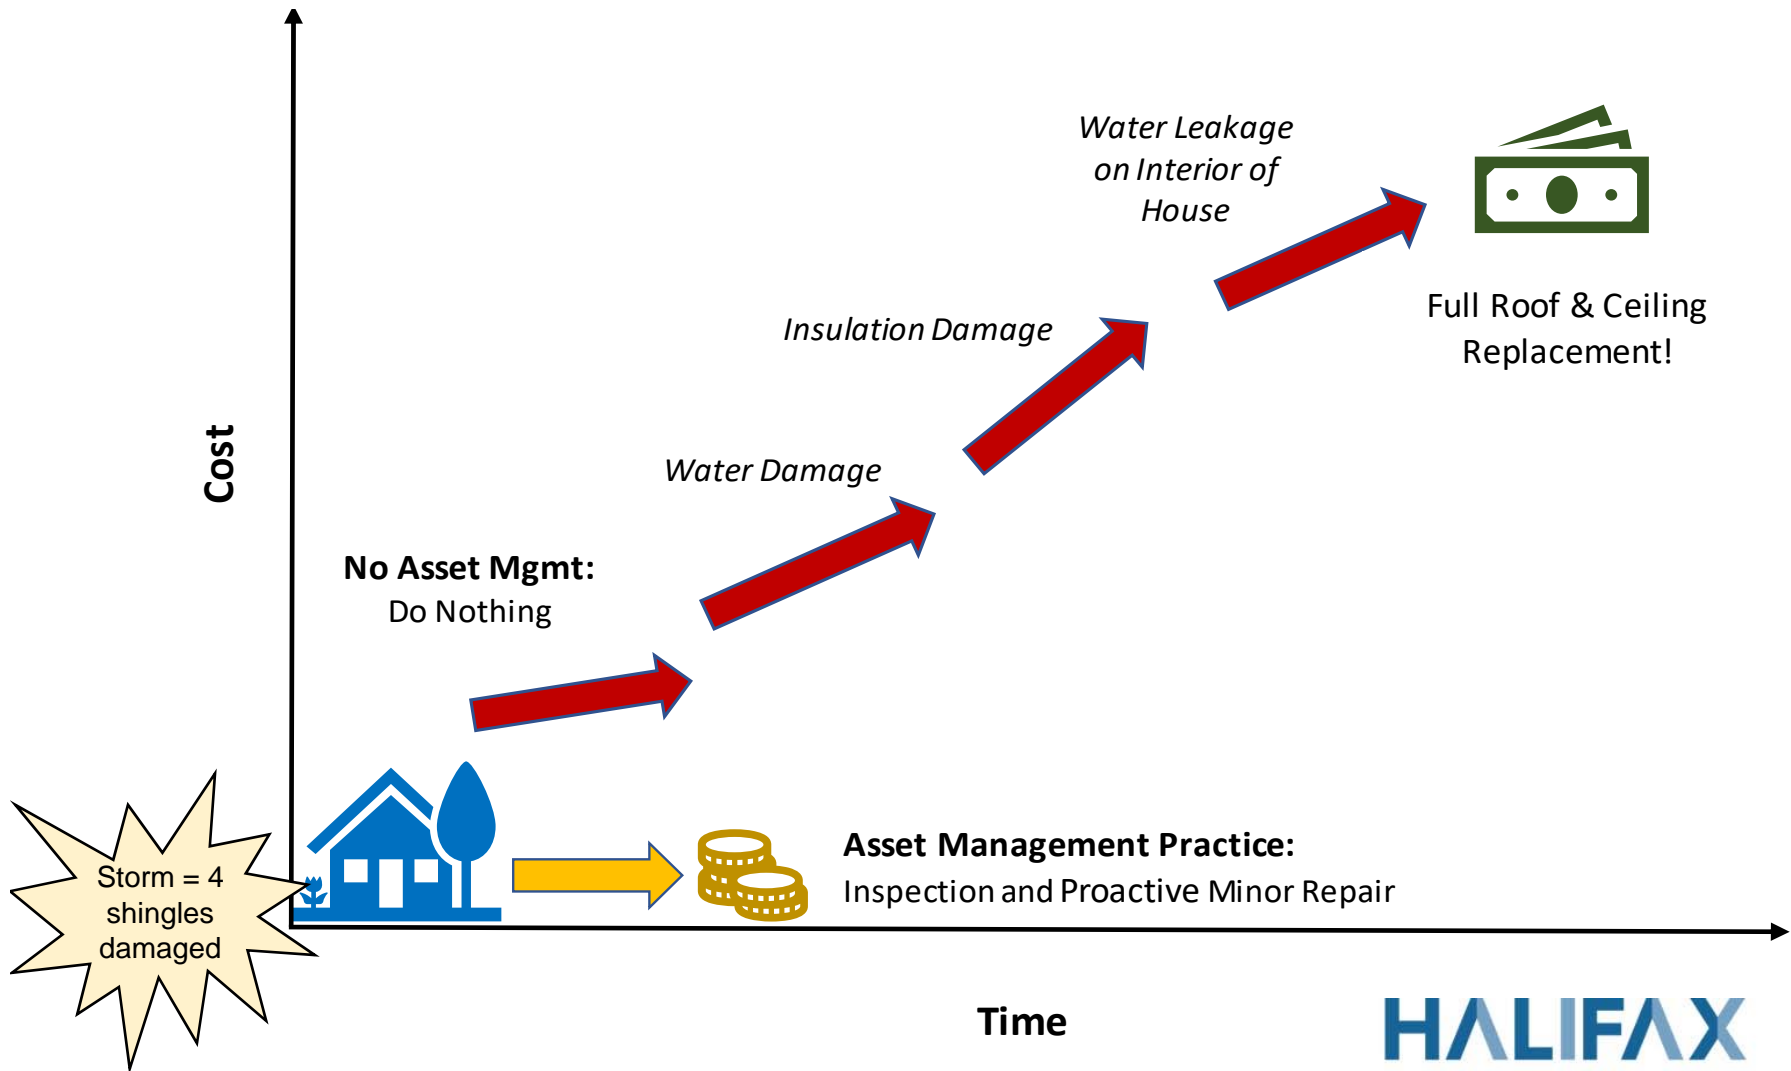 Water Leakage
on Interior of
House
Full Roof & Ceiling
Replacement!
Insulation Damage
Cost
Water Damage
No Asset Mgmt:
Do Nothing
Storm = 4
shingles
damaged
Asset Management Practice:
Inspection and Proactive Minor Repair
Time
HALIFAX